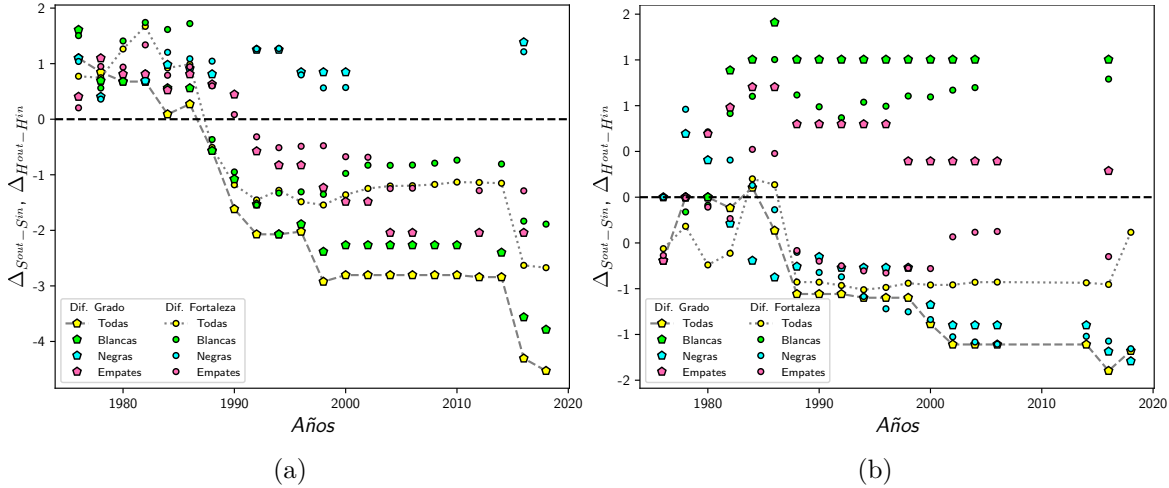 2
1
0
-1
-2
-3
-4
1980
1990
2000
2010
2020
Años
Δ_{S^{out}−S^{in}}, Δ_{H^{out}−H^{in}}
Dif. Grado Dif. Fortaleza
Todas Todas
Blancas Blancas
Negras Negras
Empates Empates
(a)
2
1
1
0
0
0
-1
-1
-2
1980
1990
2000
2010
2020
Años
Δ_{S^{out}−S^{in}}, Δ_{H^{out}−H^{in}}
Dif. Grado Dif. Fortaleza
Todas Todas
Blancas Blancas
Negras Negras
Empates Empates
(b)